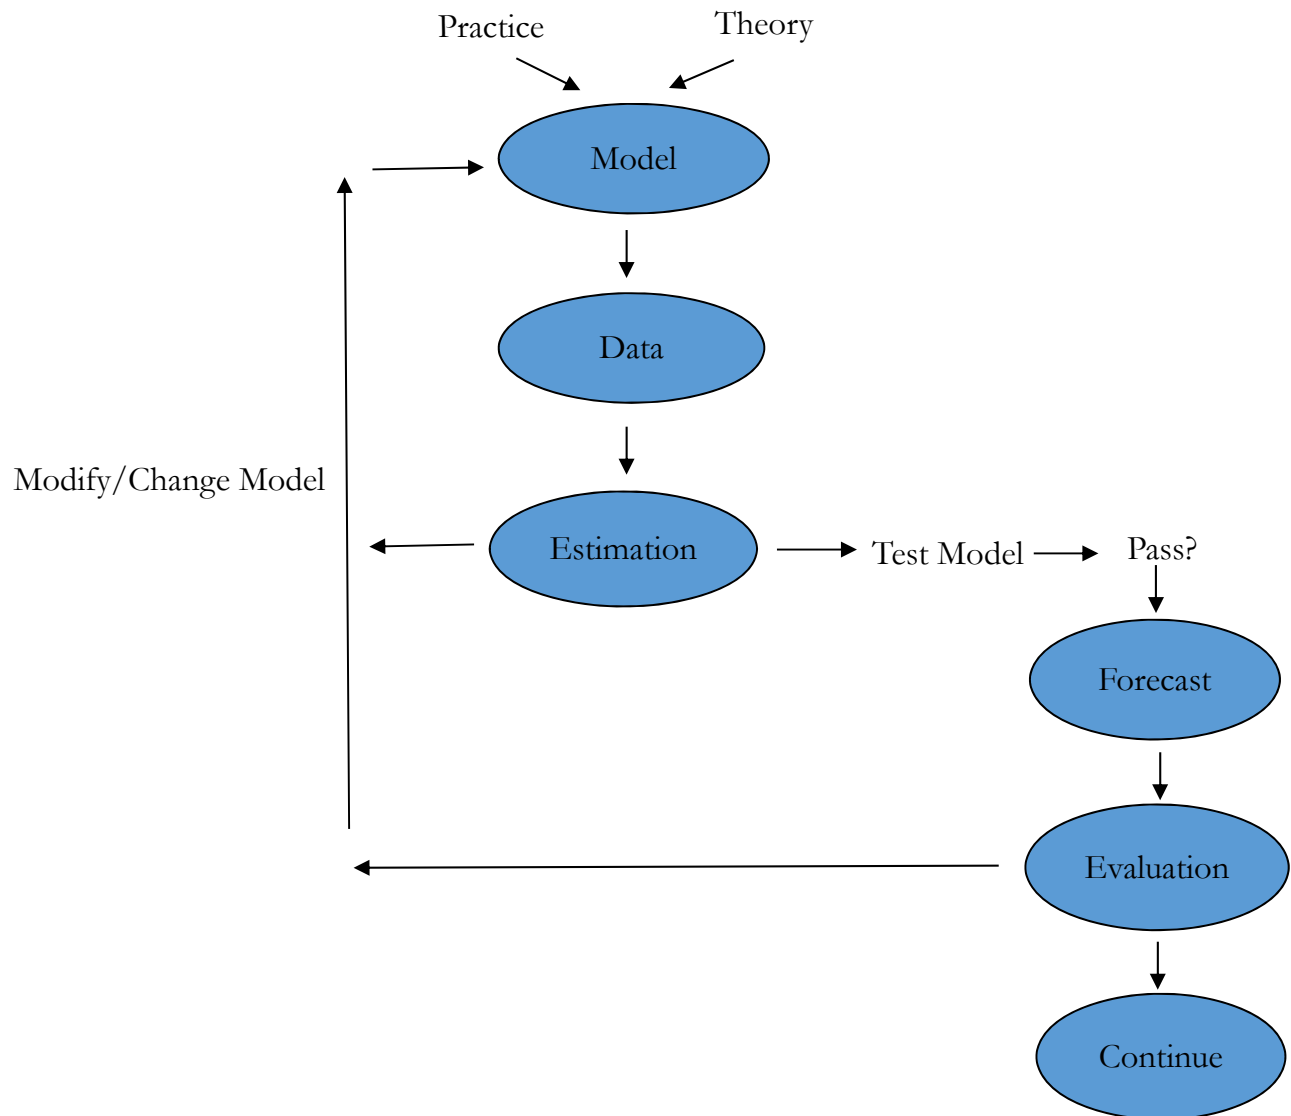 Practice
Theory
Model
Data
Modify/Change Model
Estimation
Test Model
Pass?
Forecast
Evaluation
Continue